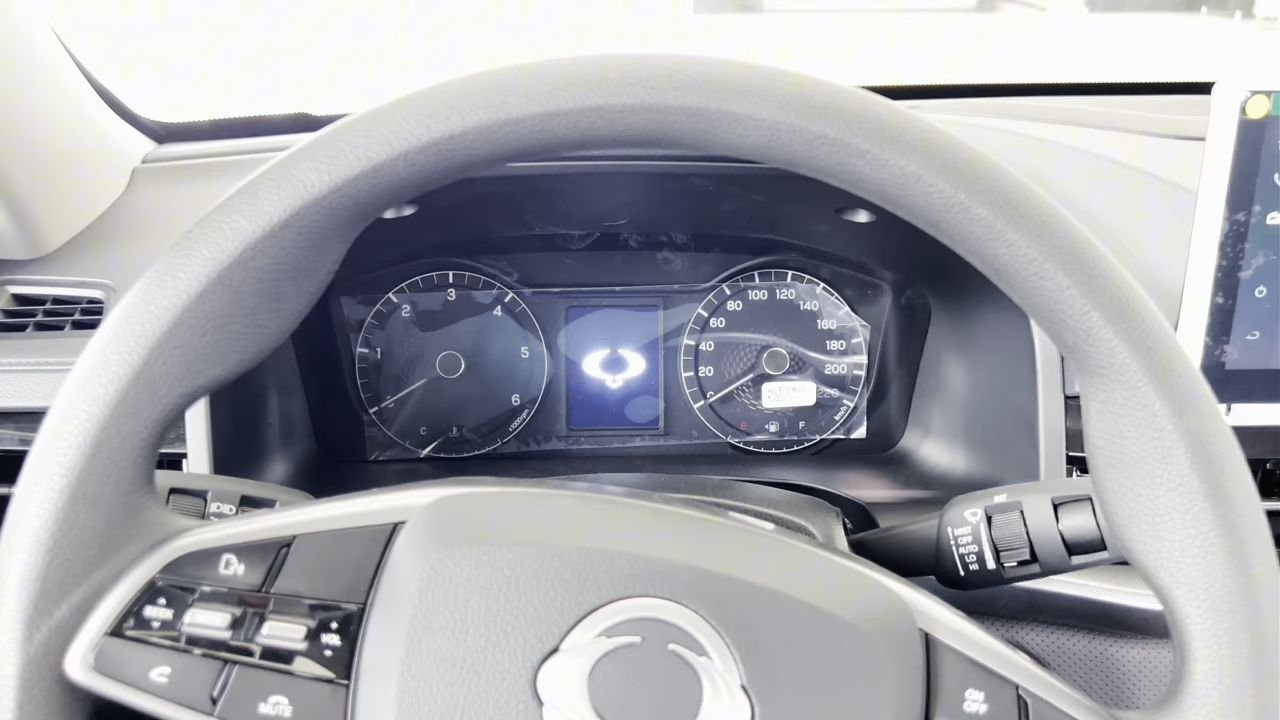 1
2
3
4
5
6
x1000rpm
C
20
40
60
80
100
120
140
160
180
200
220
km/h
E
F
INT
MIST
OFF
AUTO
LO
HI
SEEK
VOL
MUTE
ON
OFF